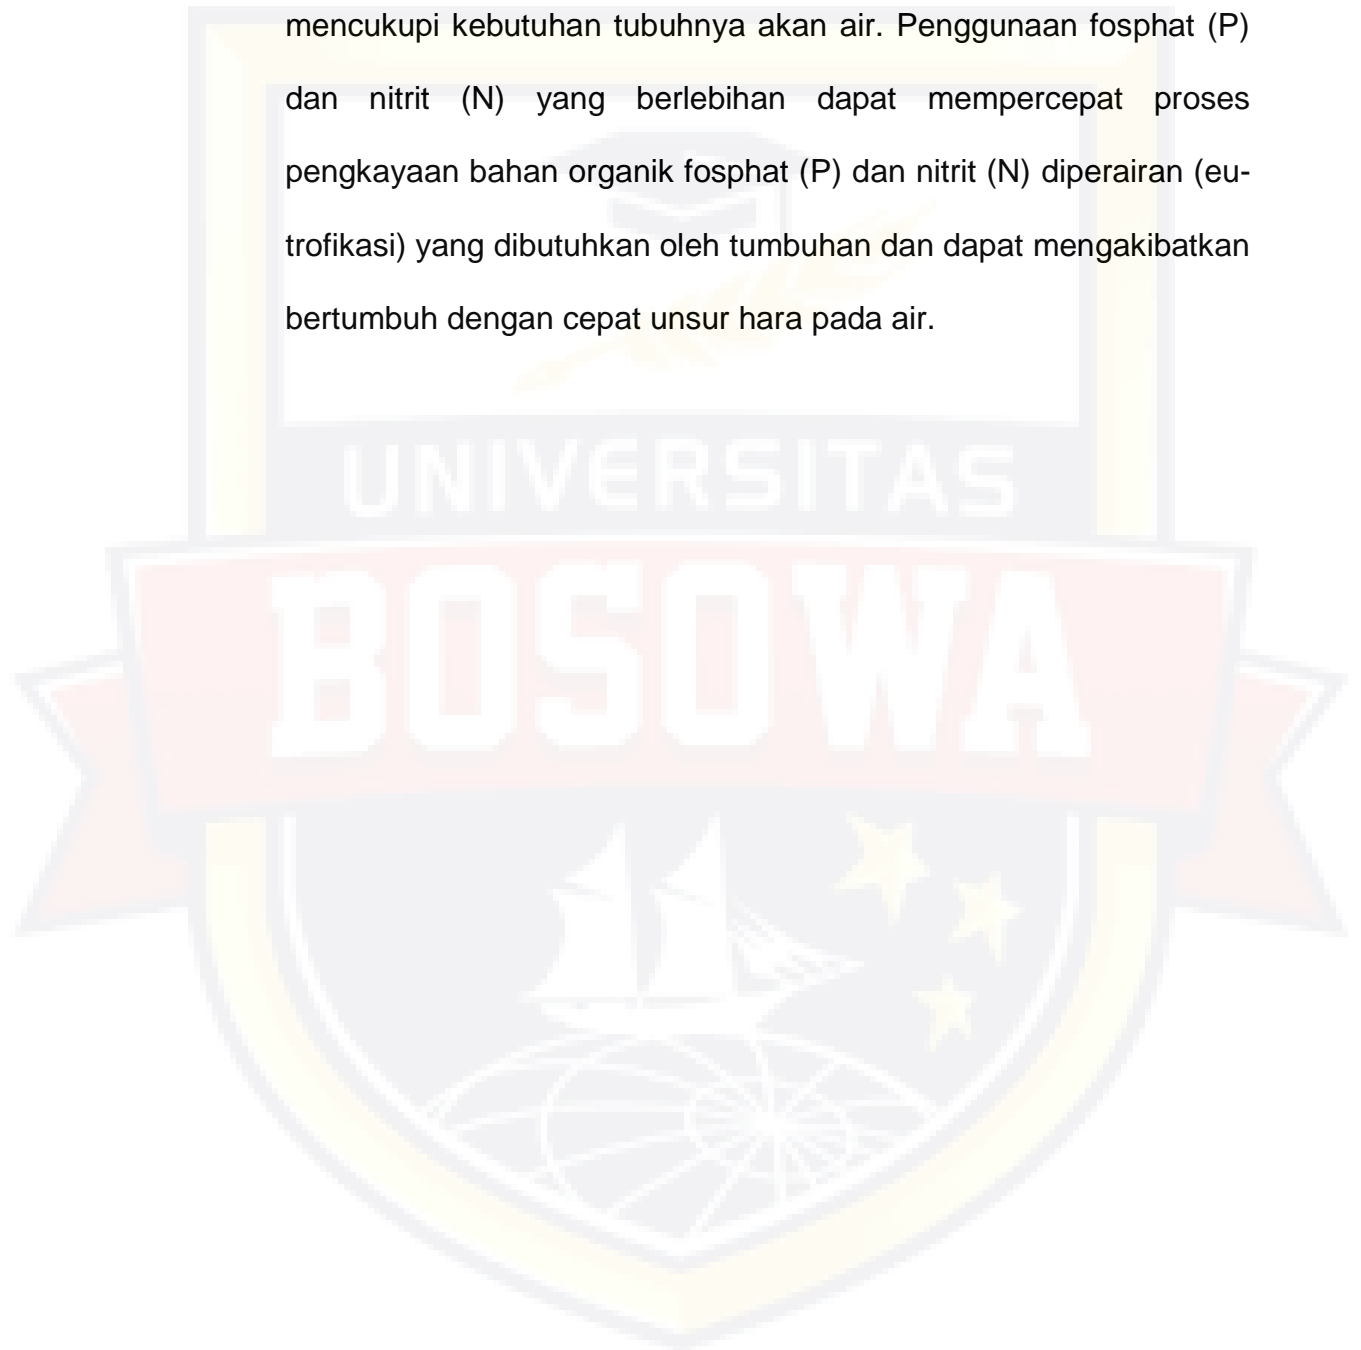 mencukupi kebutuhan tubuhnya akan air. Penggunaan fosphat (P)
dan nitrit (N) yang berlebihan dapat mempercepat proses
pengkayaan bahan organik fosphat (P) dan nitrit (N) diperairan (eu-
trofikasi) yang dibutuhkan oleh tumbuhan dan dapat mengakibatkan
bertumbuh dengan cepat unsur hara pada air.
UNIVERSITAS
BOSOWA